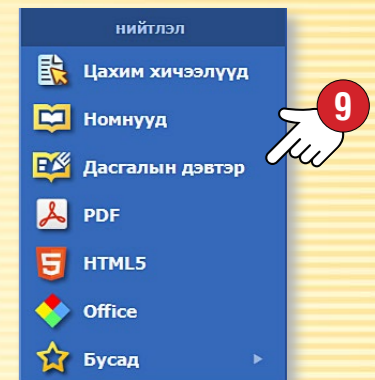 нийтлэл
Цахим хичээлүүд
9
Номнууд
Дасгалын дэвтэр
PDF
HTML5
Office
Бусад